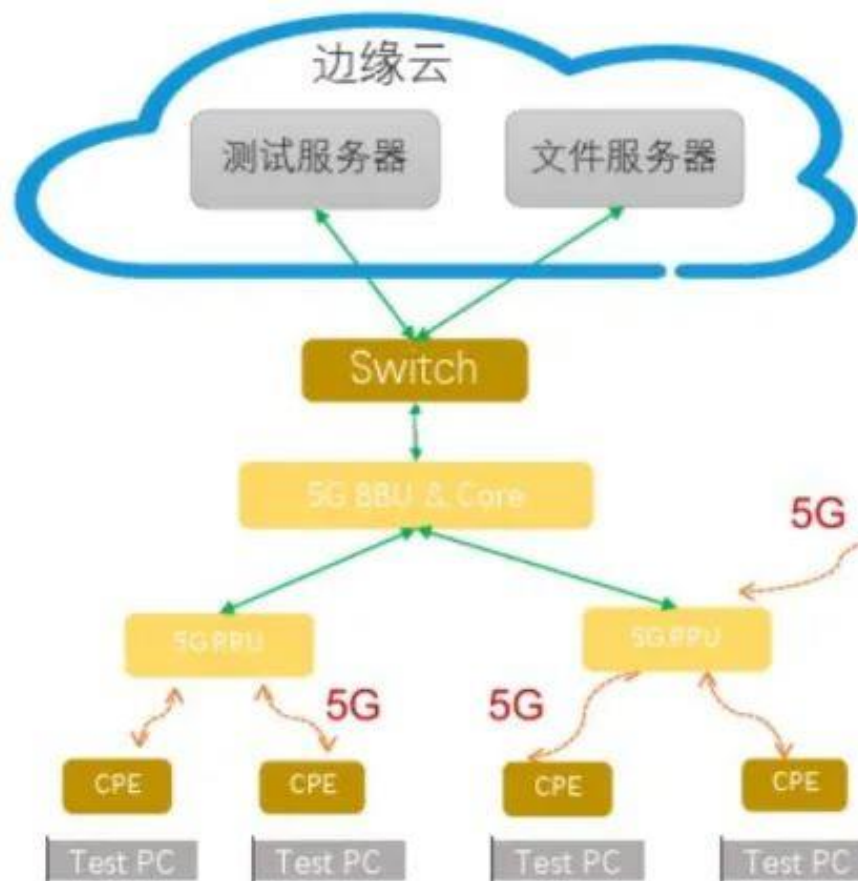 边缘云
测试服务器
文件服务器
Switch
5G BBU & Core
5G
5G RRU
5G RRU
5G
5G
CPE
CPE
CPE
CPE
Test PC
Test PC
Test PC
Test PC